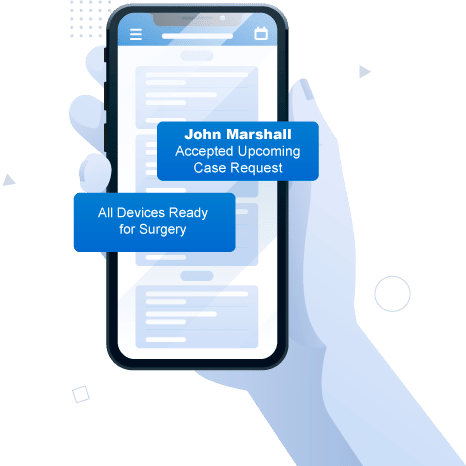 John Marshall
Accepted Upcoming
Case Request
All Devices Ready
for Surgery